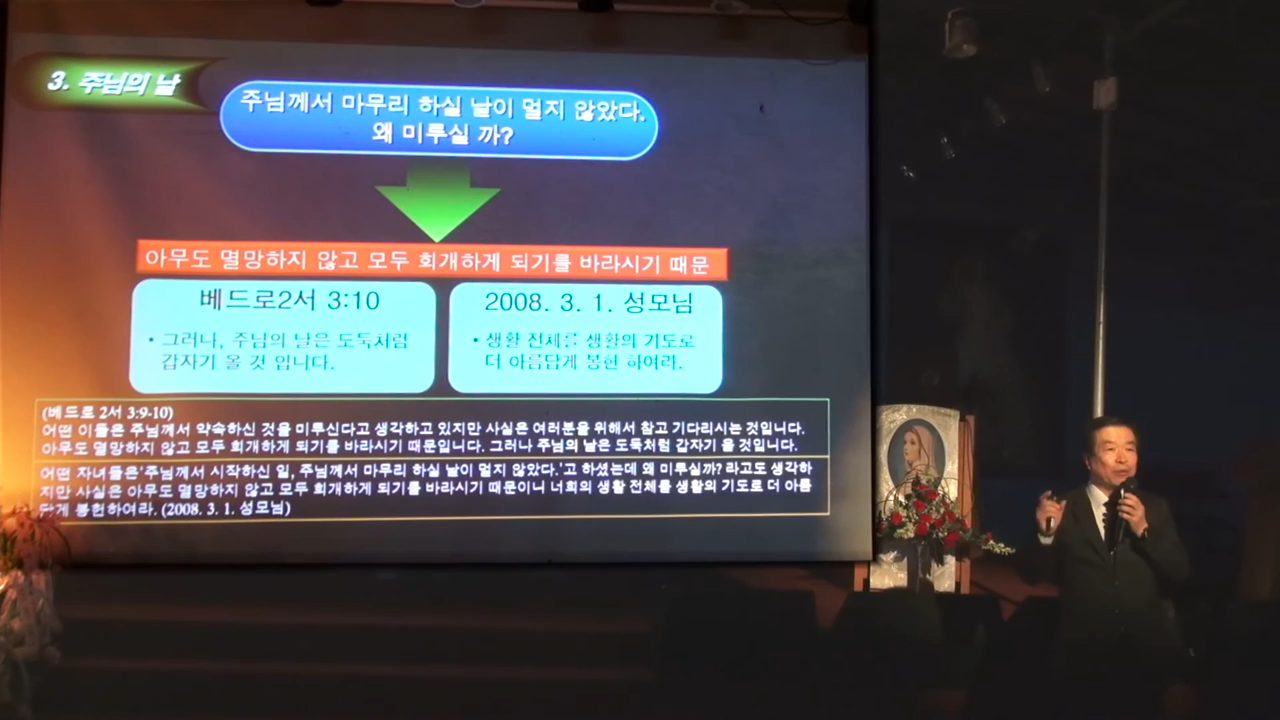 3. 주님의 날
주님께서 마무리 하실 날이 멀지 않았다.
왜 미루실 까?
아무도 멸망하지 않고 모두 회개하게 되기를 바라시기 때문
베드로2서 3:10
• 그러나, 주님의 날은 도둑처럼
갑자기 올 것 입니다.
2008. 3. 1. 성모님
• 생활 전체를 생활의 기도로
더 아름답게 봉헌 하여라.
(베드로 2서 3:9-10)
어떤 이들은 주님께서 약속하신 것을 미루신다고 생각하고 있지만 사실은 여러분을 위해서 참고 기다리시는 것입니다.
아무도 멸망하지 않고 모두 회개하게 되기를 바라시기 때문입니다. 그러나 주님의 날은 도둑처럼 갑자기 올 것입니다.
어떤 자녀들은 '주님께서 시작하신 일, 주님께서 마무리 하실 날이 멀지 않았다.'고 하셨는데 왜 미루실까? 라고도 생각하
지만 사실은 아무도 멸망하지 않고 모두 회개하게 되기를 바라시기 때문이니 너희의 생활 전체를 생활의 기도로 더 아름
답게 봉헌하여라. (2008. 3. 1. 성모님)